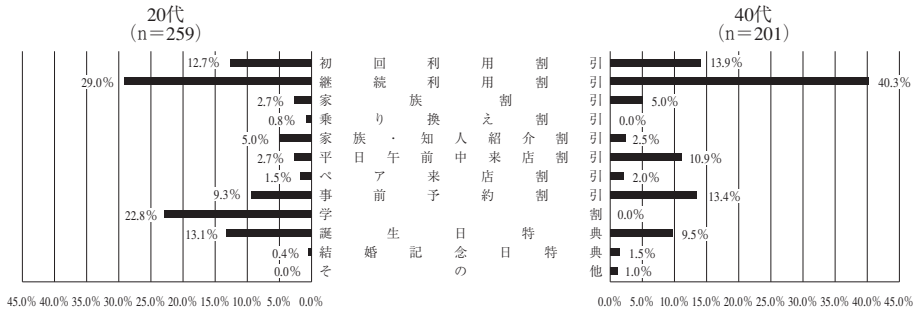 20代
(n＝259)
40代
(n＝201)
12.7% 初回利用割引 13.9%
29.0% 継続利用割引 40.3%
2.7% 家族割引 5.0%
0.8% 乗り換え割引 0.0%
5.0% 家族・知人紹介割引 2.5%
2.7% 平日午前中来店割引 10.9%
1.5% ペア来店割引 2.0%
9.3% 事前予約割引 13.4%
22.8% 学割 0.0%
13.1% 誕生日特典 9.5%
0.4% 結婚記念日特典 1.5%
0.0% その他 1.0%
45.0% 40.0% 35.0% 30.0% 25.0% 20.0% 15.0% 10.0% 5.0% 0.0% 0.0% 5.0% 10.0% 15.0% 20.0% 25.0% 30.0% 35.0% 40.0% 45.0%